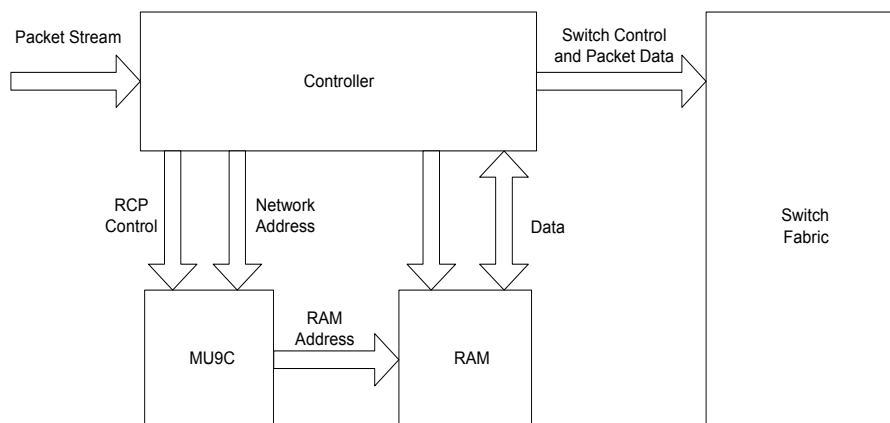 Packet Stream
Controller
Switch Control
and Packet Data
RCP
Control
Network
Address
Data
Switch
Fabric
RAM
Address
MU9C
RAM